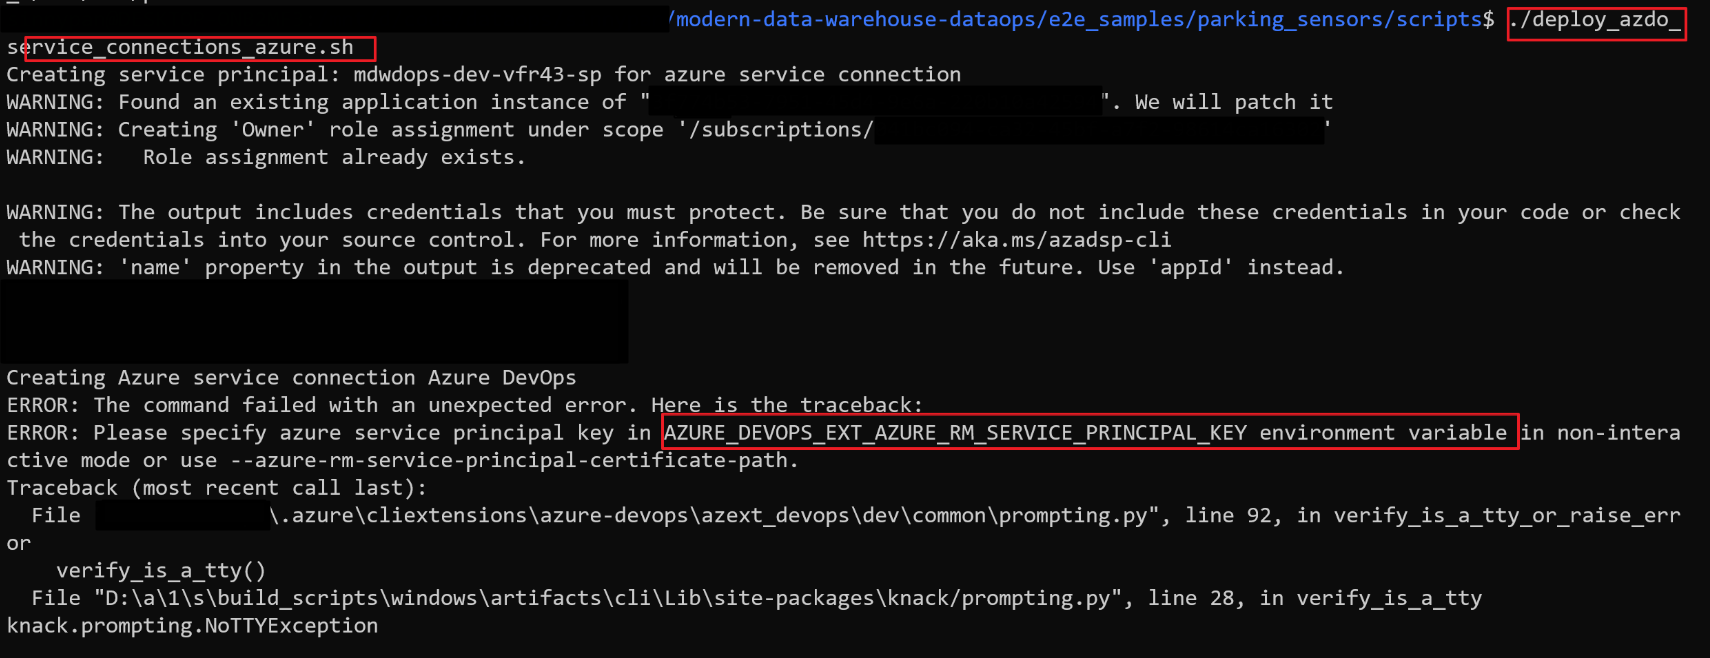 /modern-data-warehouse-dataops/e2e_samples/parking_sensors/scripts$ ./deploy_azdo_
service_connections_azure.sh
Creating service principal: mdwdops-dev-vfr43-sp for azure service connection
WARNING: Found an existing application instance of "". We will patch it
WARNING: Creating 'Owner' role assignment under scope '/subscriptions/'
WARNING:   Role assignment already exists.
WARNING: The output includes credentials that you must protect. Be sure that you do not include these credentials in your code or check
 the credentials into your source control. For more information, see https://aka.ms/azadsp-cli
WARNING: 'name' property in the output is deprecated and will be removed in the future. Use 'appId' instead.
Creating Azure service connection Azure DevOps
ERROR: The command failed with an unexpected error. Here is the traceback:
ERROR: Please specify azure service principal key in AZURE_DEVOPS_EXT_AZURE_RM_SERVICE_PRINCIPAL_KEY environment variable in non-intera
ctive mode or use --azure-rm-service-principal-certificate-path.
Traceback (most recent call last):
  File \.azure\cliextensions\azure-devops\azext_devops\dev\common\prompting.py", line 92, in verify_is_a_tty_or_raise_err
or
    verify_is_a_tty()
  File "D:\a\1\s\build_scripts\windows\artifacts\cli\Lib\site-packages\knack/prompting.py", line 28, in verify_is_a_tty
knack.prompting.NoTTYException